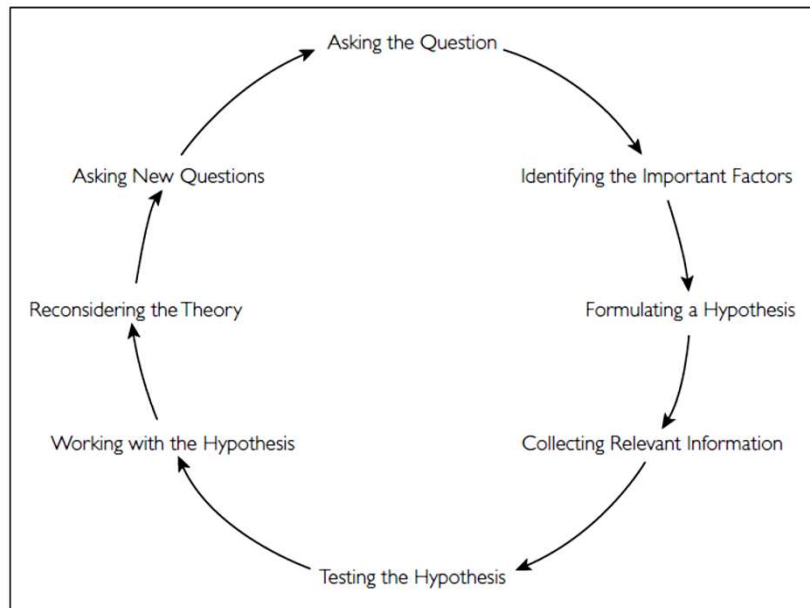 Asking the Question
Identifying the Important Factors
Formulating a Hypothesis
Collecting Relevant Information
Testing the Hypothesis
Working with the Hypothesis
Reconsidering the Theory
Asking New Questions